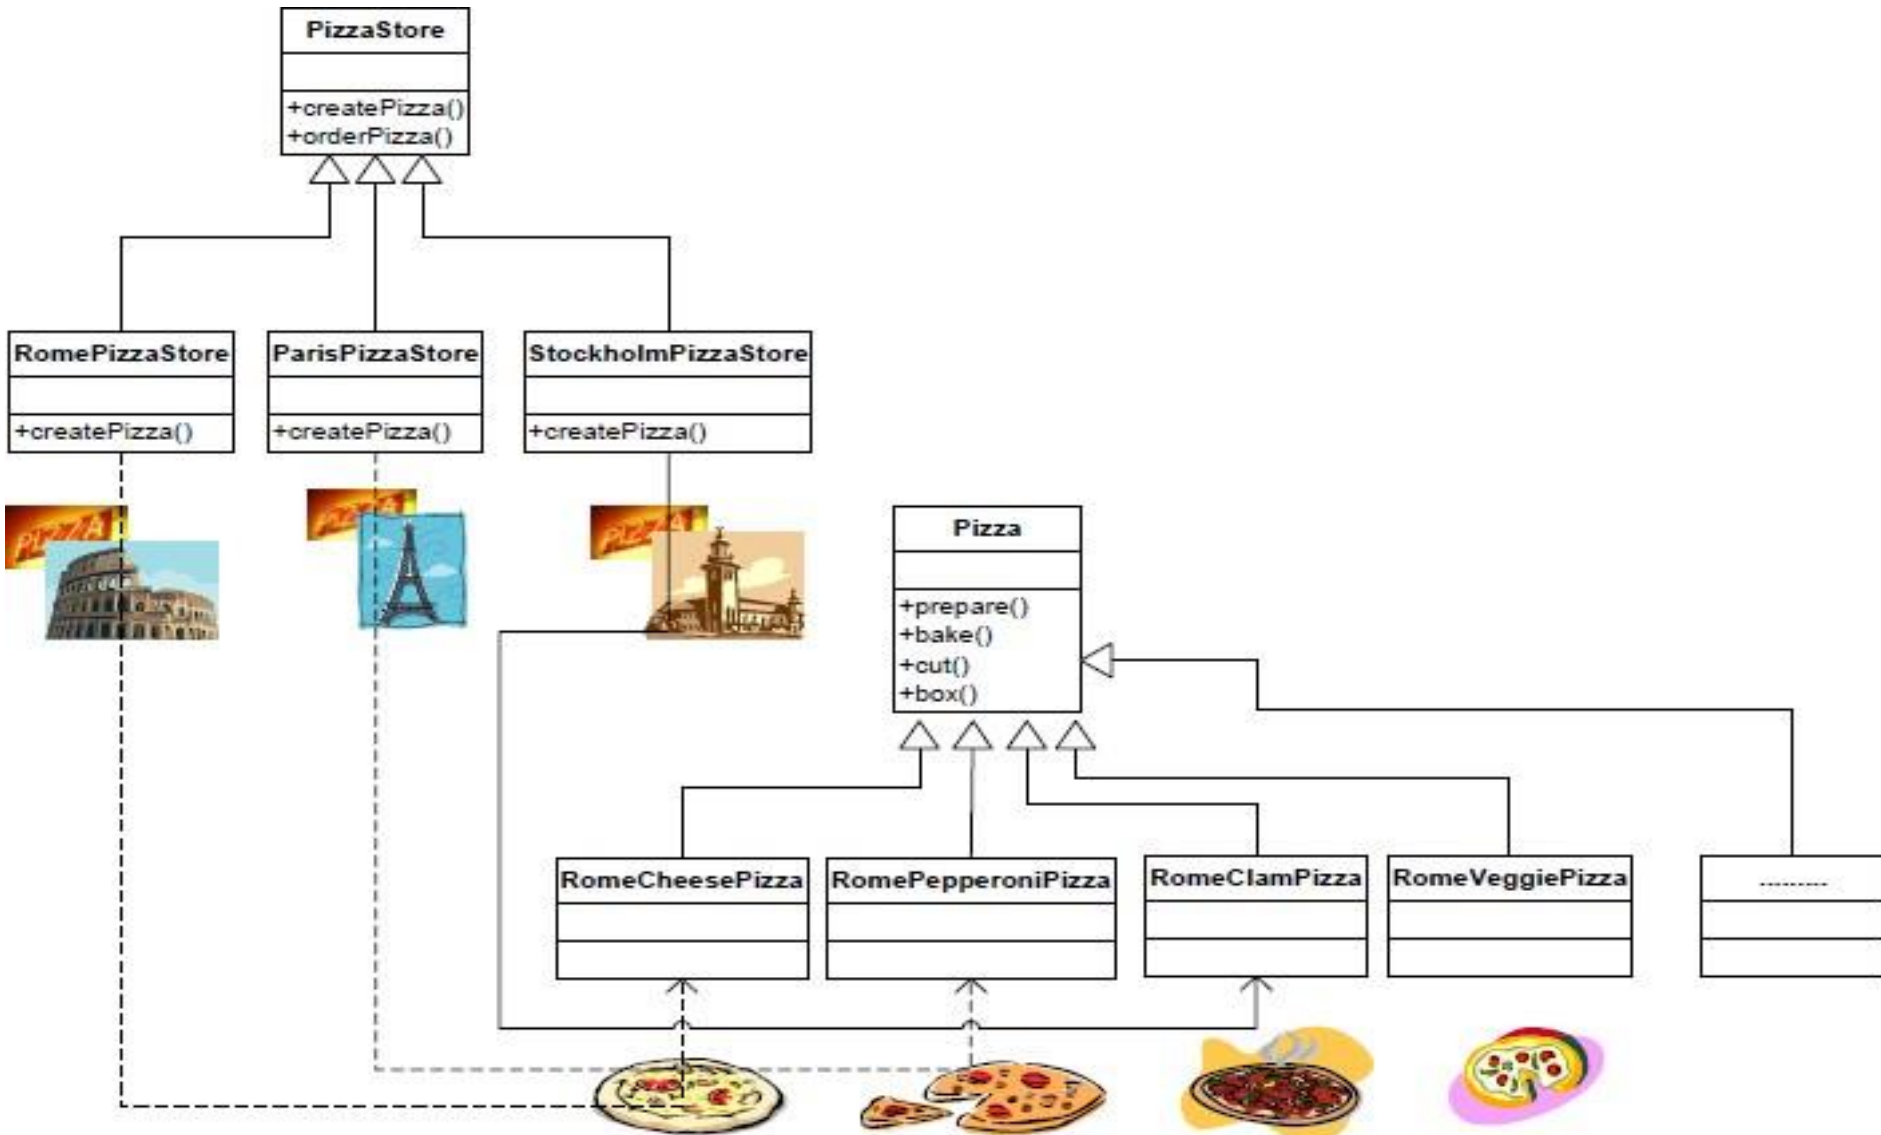 PizzaStore
+createPizza()
+orderPizza()
RomePizzaStore
+createPizza()
ParisPizzaStore
+createPizza()
StockholmPizzaStore
+createPizza()
PIZZA
PIZZA
PIZZA
Pizza
+prepare()
+bake()
+cut()
+box()
RomeCheesePizza
RomePepperoniPizza
RomeClamPizza
RomeVeggiePizza
---------